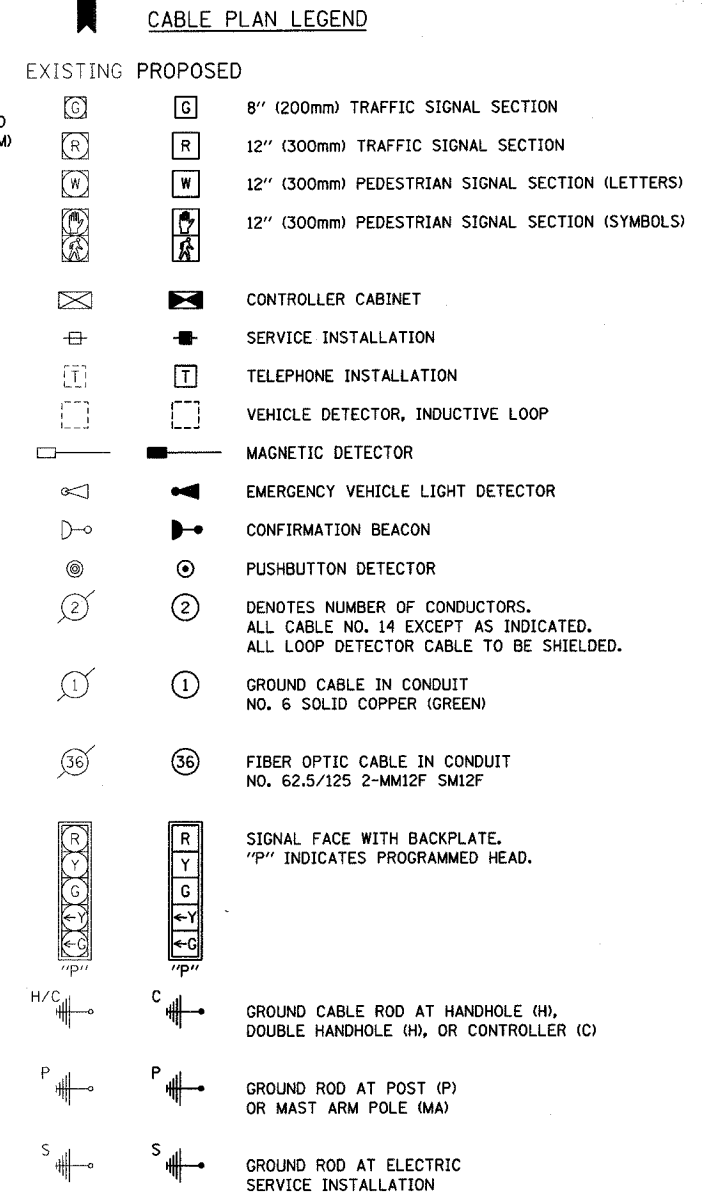 CABLE PLAN LEGEND
EXISTING PROPOSED
G G 8" (200mm) TRAFFIC SIGNAL SECTION
R R 12" (300mm) TRAFFIC SIGNAL SECTION
W W 12" (300mm) PEDESTRIAN SIGNAL SECTION (LETTERS)
12" (300mm) PEDESTRIAN SIGNAL SECTION (SYMBOLS)
CONTROLLER CABINET
SERVICE INSTALLATION
T T TELEPHONE INSTALLATION
VEHICLE DETECTOR, INDUCTIVE LOOP
MAGNETIC DETECTOR
EMERGENCY VEHICLE LIGHT DETECTOR
CONFIRMATION BEACON
PUSHBUTTON DETECTOR
2 2 DENOTES NUMBER OF CONDUCTORS.
ALL CABLE NO. 14 EXCEPT AS INDICATED.
ALL LOOP DETECTOR CABLE TO BE SHIELDED.
1 1 GROUND CABLE IN CONDUIT
NO. 6 SOLID COPPER (GREEN)
36 36 FIBER OPTIC CABLE IN CONDUIT
NO. 62.5/125 2-MM12F SM12F
R R SIGNAL FACE WITH BACKPLATE.
Y Y "P" INDICATES PROGRAMMED HEAD.
G G
←Y ←Y
←G ←G
"P" "P"
H/C C GROUND CABLE ROD AT HANDHOLE (H),
DOUBLE HANDHOLE (H), OR CONTROLLER (C)
P P GROUND ROD AT POST (P)
OR MAST ARM POLE (MA)
S S GROUND ROD AT ELECTRIC
SERVICE INSTALLATION